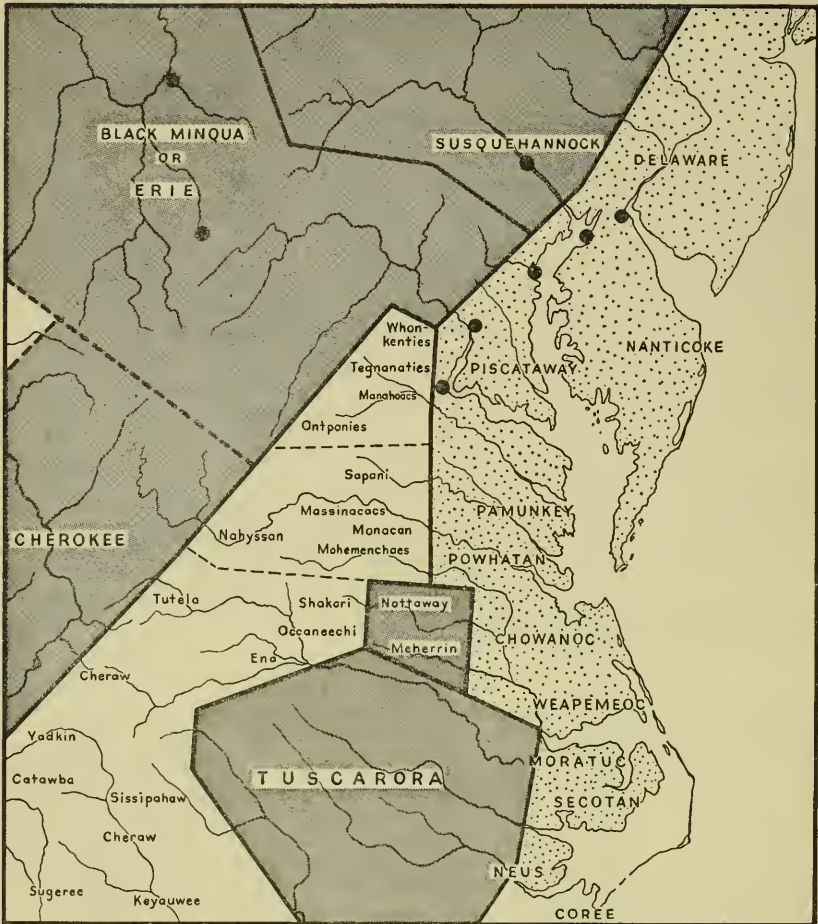 BLACK MINQUA
OR
ERIE
SUSQUEHANNOCK
DELAWARE
Whon-
kenties
NANTICOKE
Tegnanaties
PISCATAWAY
Manahoacs
Ontponies
Sapani
Massinacacs
PAMUNKEY
Nahyssan
Monacan
CHEROKEE
Mohemenchaes
POWHATAN
Tutela
Shakori
Nottaway
Occaneechi
CHOWANOC
Ena
Meherrin
Cheraw
WEAPEMEOC
Yadkin
MORATUC
Catawba
TUSCARORA
Sissipahaw
SECOTAN
Cheraw
NEUS
Sugeree
Keyauwee
COREE